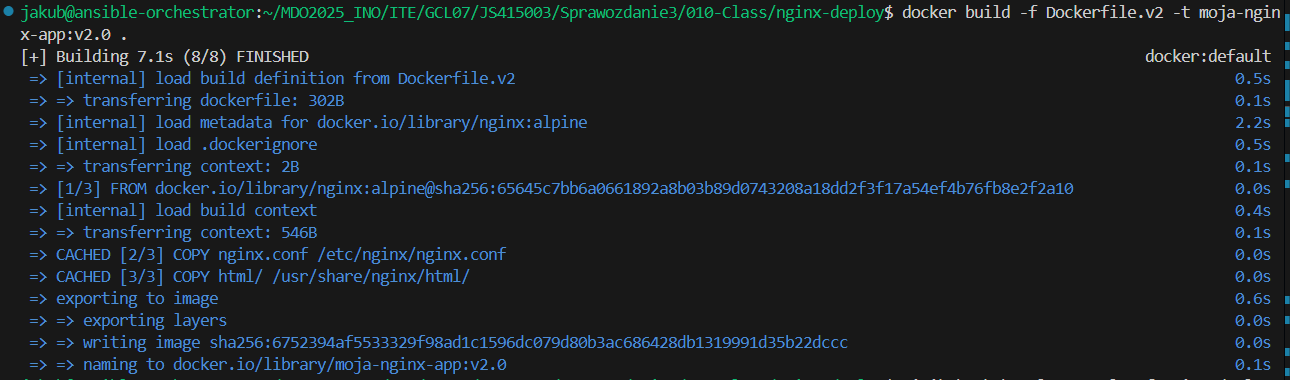 jakub@ansible-orchestrator:~/MDO2025_INO/ITE/GCL07/JS415003/Sprawozdanie3/010-Class/nginx-deploy$ docker build -f Dockerfile.v2 -t moja-ngin
x-app:v2.0 .
[+] Building 7.1s (8/8) FINISHED docker:default
=> [internal] load build definition from Dockerfile.v2 0.5s
=> => transferring dockerfile: 302B 0.1s
=> [internal] load metadata for docker.io/library/nginx:alpine 2.2s
=> [internal] load .dockerignore 0.5s
=> => transferring context: 2B 0.1s
=> [1/3] FROM docker.io/library/nginx:alpine@sha256:65645c7bb6a0661892a8b03b89d0743208a18dd2f3f17a54ef4b76fb8e2f2a10 0.0s
=> [internal] load build context 0.4s
=> => transferring context: 546B 0.1s
=> CACHED [2/3] COPY nginx.conf /etc/nginx/nginx.conf 0.0s
=> CACHED [3/3] COPY html/ /usr/share/nginx/html/ 0.0s
=> exporting to image 0.6s
=> => exporting layers 0.0s
=> => writing image sha256:6752394af5533329f98ad1c1596dc079d80b3ac686428db1319991d35b22dccc 0.0s
=> => naming to docker.io/library/moja-nginx-app:v2.0 0.1s